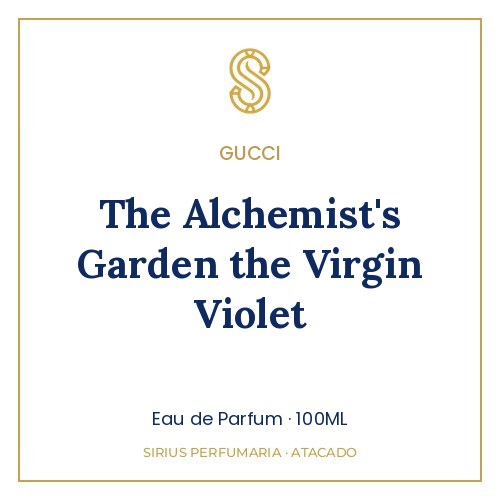 GUCCI
The Alchemist's
Garden the Virgin
Violet
Eau de Parfum · 100ML
SIRIUS PERFUMARIA · ATACADO